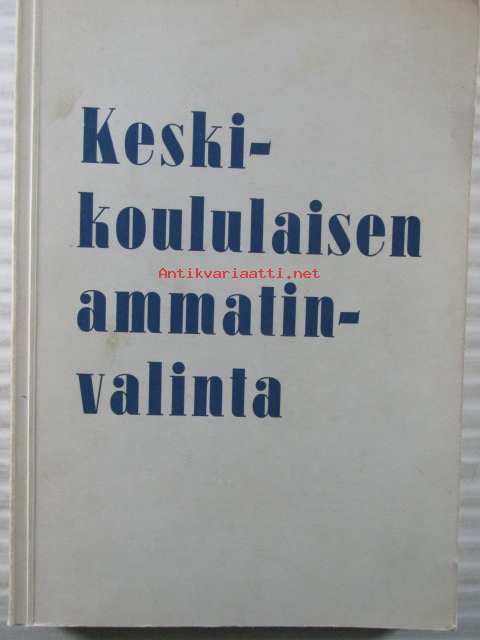 Keski-
koululaisen
Antikvariaatti.net
ammatin-
valinta